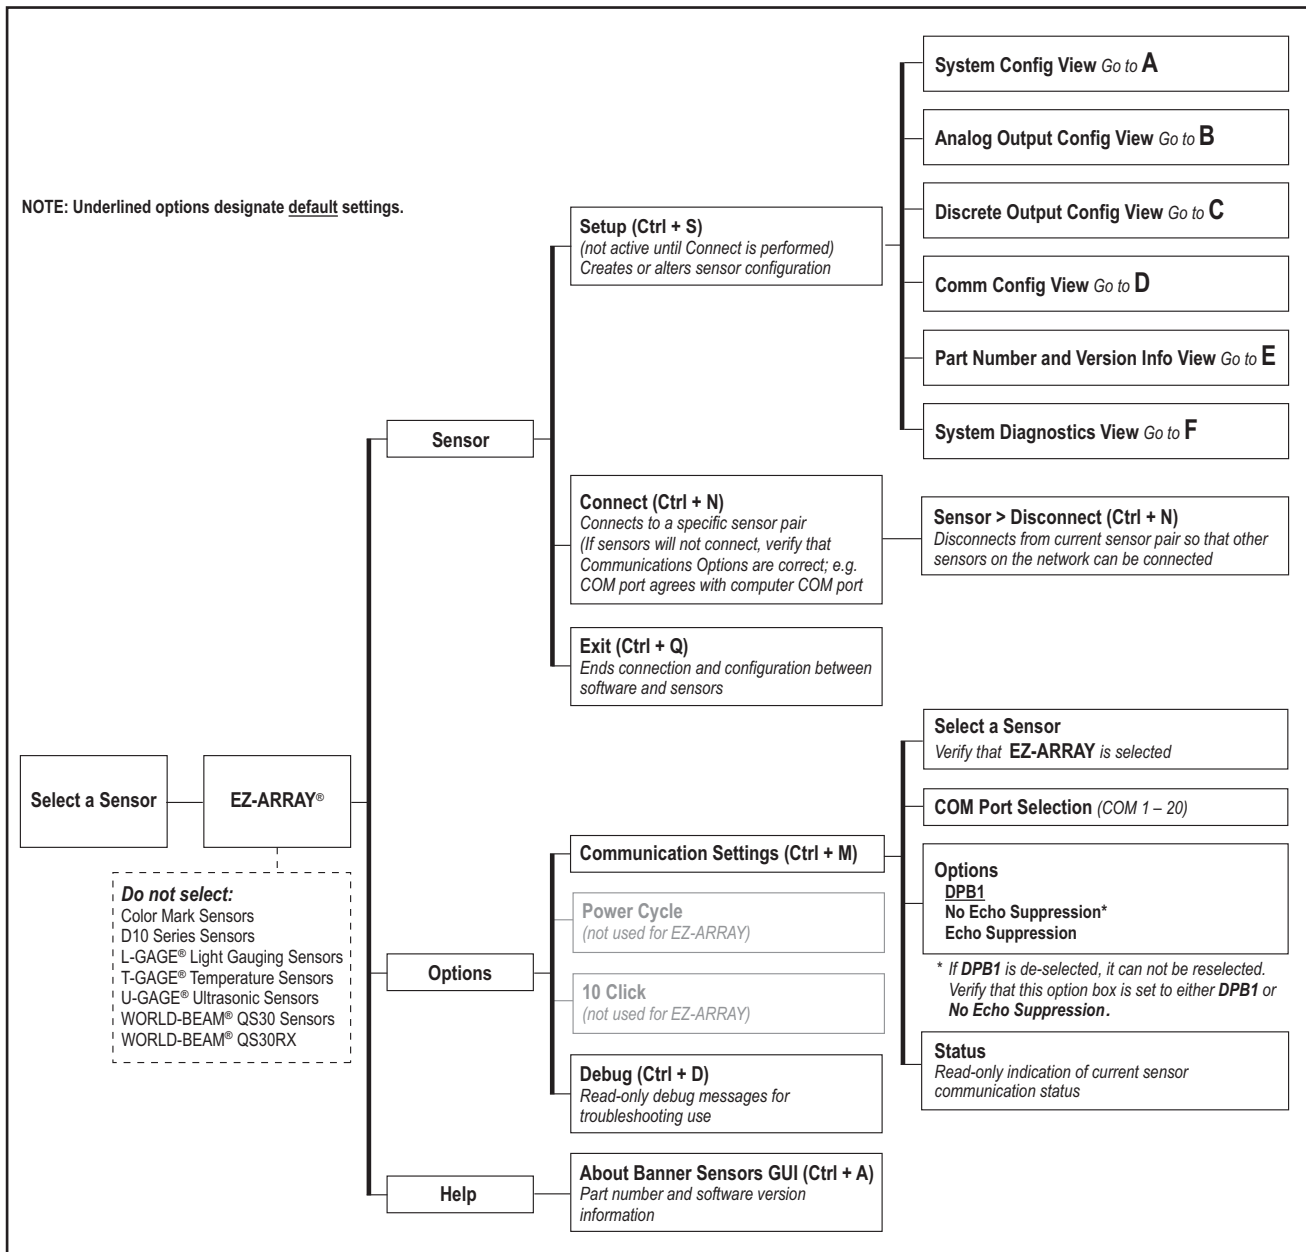 NOTE: Underlined options designate default settings.
Select a Sensor
EZ-ARRAY®
Do not select:
Color Mark Sensors
D10 Series Sensors
L-GAGE® Light Gauging Sensors
T-GAGE® Temperature Sensors
U-GAGE® Ultrasonic Sensors
WORLD-BEAM® QS30 Sensors
WORLD-BEAM® QS30RX
Sensor
Setup (Ctrl + S)
(not active until Connect is performed)
Creates or alters sensor configuration
System Config View Go to A
Analog Output Config View Go to B
Discrete Output Config View Go to C
Comm Config View Go to D
Part Number and Version Info View Go to E
System Diagnostics View Go to F
Connect (Ctrl + N)
Connects to a specific sensor pair
(If sensors will not connect, verify that
Communications Options are correct; e.g.
COM port agrees with computer COM port
Sensor > Disconnect (Ctrl + N)
Disconnects from current sensor pair so that other
sensors on the network can be connected
Exit (Ctrl + Q)
Ends connection and configuration between
software and sensors
Options
Communication Settings (Ctrl + M)
Select a Sensor
Verify that EZ-ARRAY is selected
COM Port Selection (COM 1 – 20)
Options
DPB1
No Echo Suppression*
Echo Suppression
* If DPB1 is de-selected, it can not be reselected.
Verify that this option box is set to either DPB1 or
No Echo Suppression.
Status
Read-only indication of current sensor
communication status
Power Cycle
(not used for EZ-ARRAY)
10 Click
(not used for EZ-ARRAY)
Debug (Ctrl + D)
Read-only debug messages for
troubleshooting use
Help
About Banner Sensors GUI (Ctrl + A)
Part number and software version
information